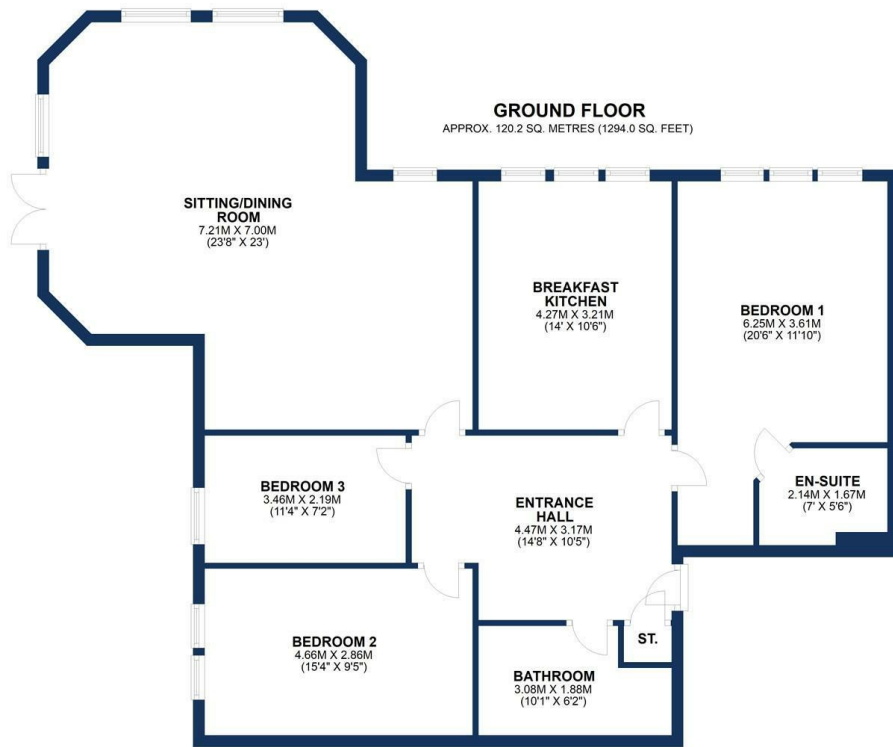 GROUND FLOOR
APPROX. 120.2 SQ. METRES (1294.0 SQ. FEET)
SITTING/DINING
ROOM
7.21M X 7.00M
(23'8" X 23')
BREAKFAST
KITCHEN
4.27M X 3.21M
(14' X 10'6")
BEDROOM 1
6.25M X 3.61M
(20'6" X 11'10")
EN-SUITE
2.14M X 1.67M
(7' X 5'6")
BEDROOM 3
3.46M X 2.19M
(11'4" X 7'2")
ENTRANCE
HALL
4.47M X 3.17M
(14'8" X 10'5")
BEDROOM 2
4.66M X 2.86M
(15'4" X 9'5")
ST.
BATHROOM
3.08M X 1.88M
(10'1" X 6'2")